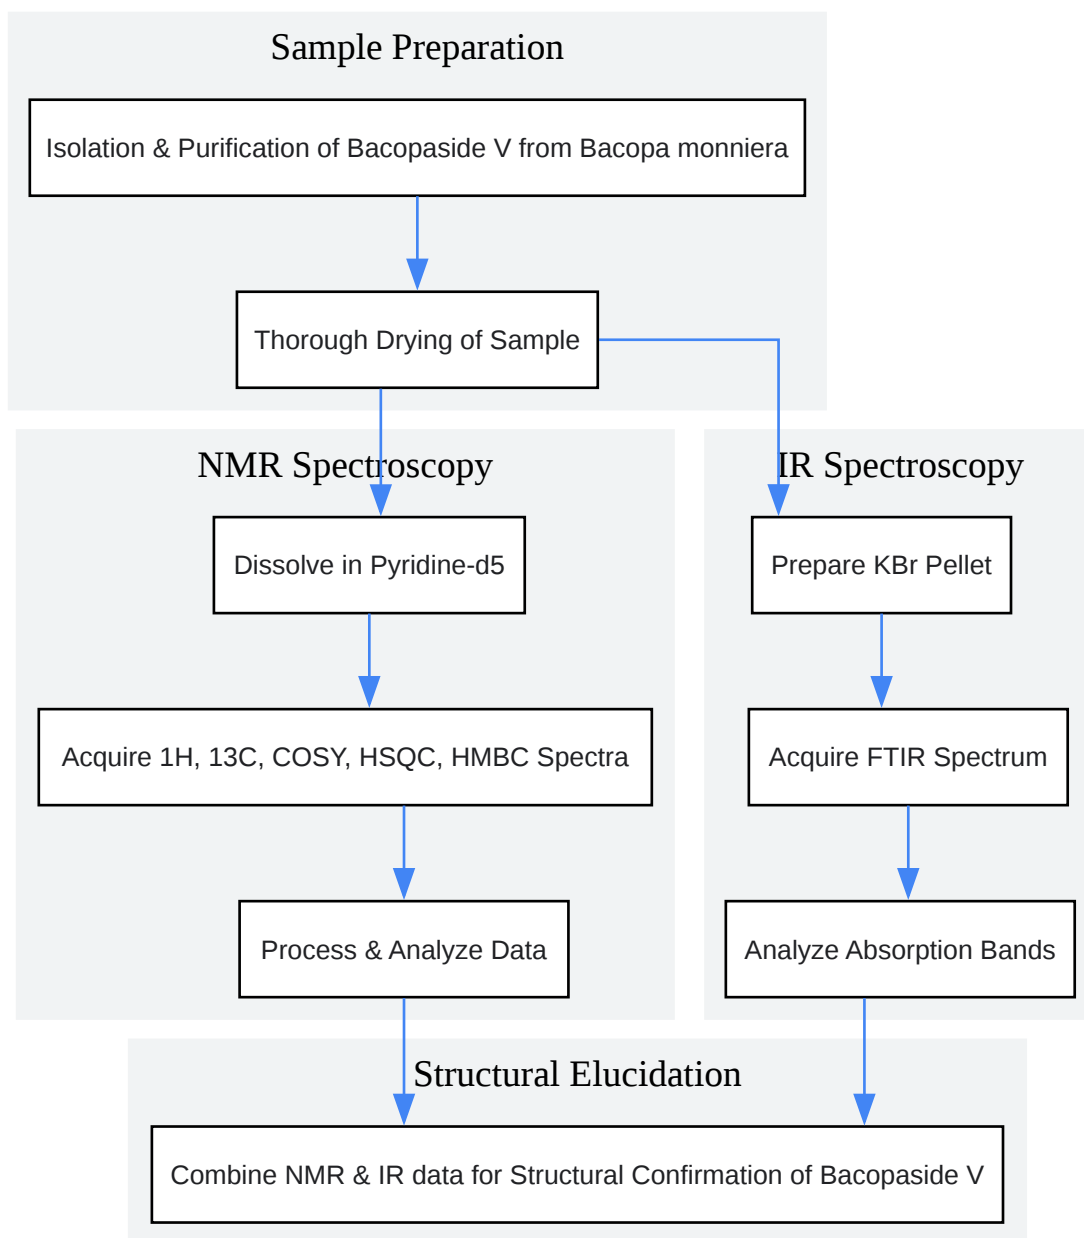 Sample Preparation
Isolation & Purification of Bacopaside V from Bacopa monniera
Thorough Drying of Sample
NMR Spectroscopy
Dissolve in Pyridine-d5
Acquire 1H, 13C, COSY, HSQC, HMBC Spectra
Process & Analyze Data
IR Spectroscopy
Prepare KBr Pellet
Acquire FTIR Spectrum
Analyze Absorption Bands
Structural Elucidation
Combine NMR & IR data for Structural Confirmation of Bacopaside V